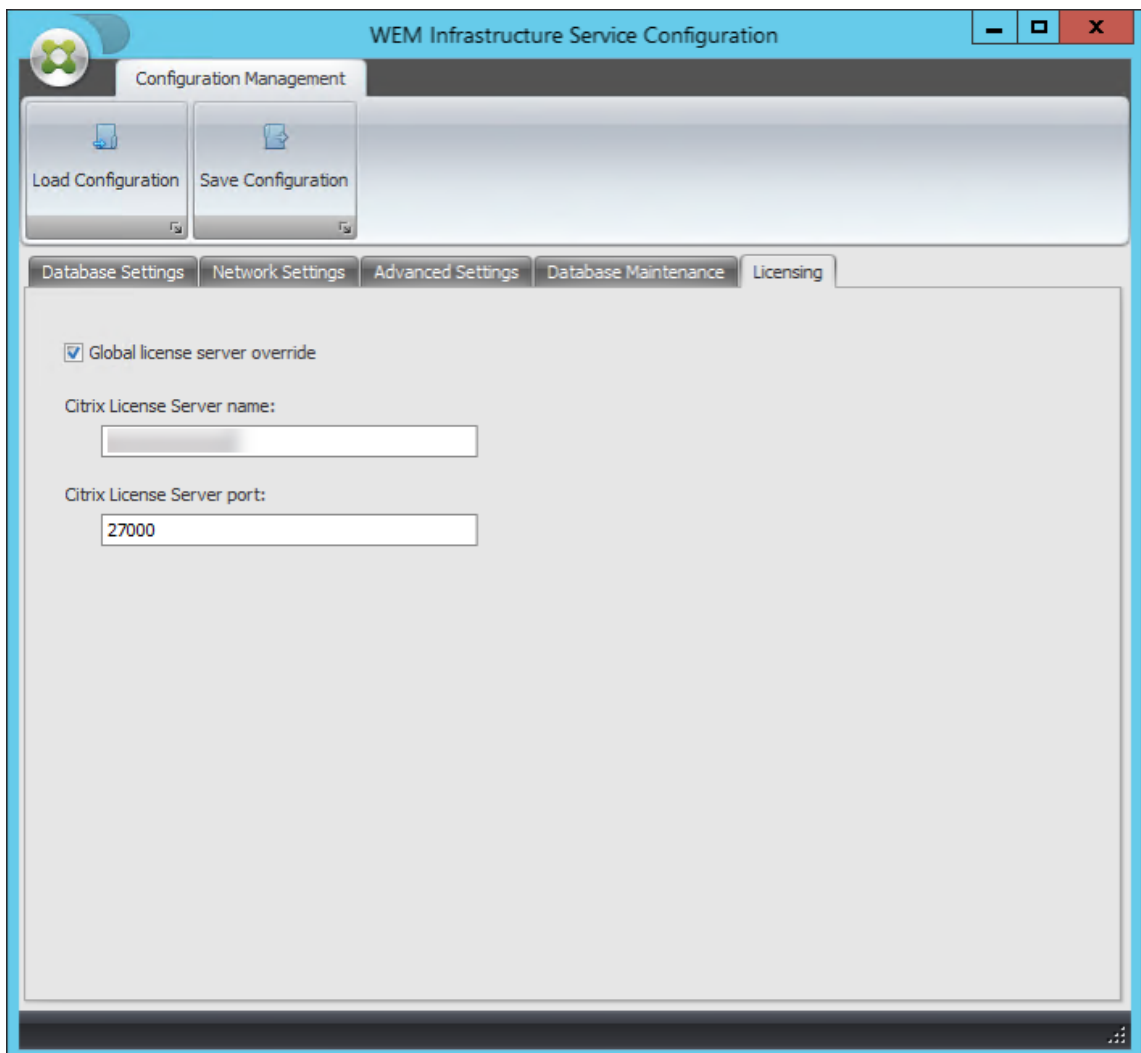 WEM Infrastructure Service Configuration
Configuration Management
Load Configuration Save Configuration
Database Settings Network Settings Advanced Settings Database Maintenance Licensing
Global license server override
Citrix License Server name:
Citrix License Server port:
27000